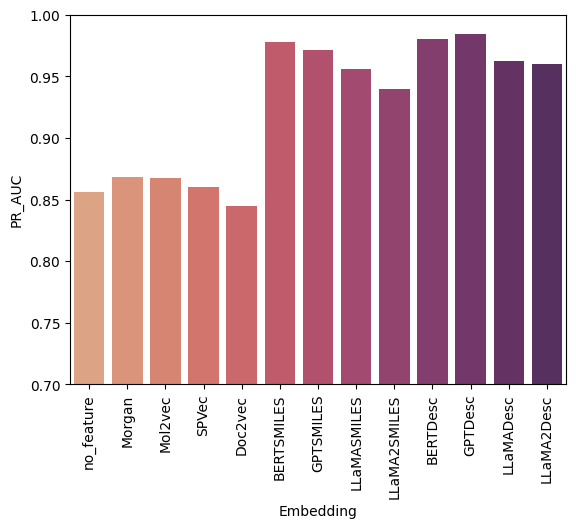 1.00
0.95
0.90
0.85
0.80
0.75
0.70
PR_AUC
no_feature
Morgan
Mol2vec
SPVec
Doc2vec
BERTSMILES
GPTSMILES
LLaMASMILES
LLaMA2SMILES
BERTDesc
GPTDesc
LLaMADesc
LLaMA2Desc
Embedding